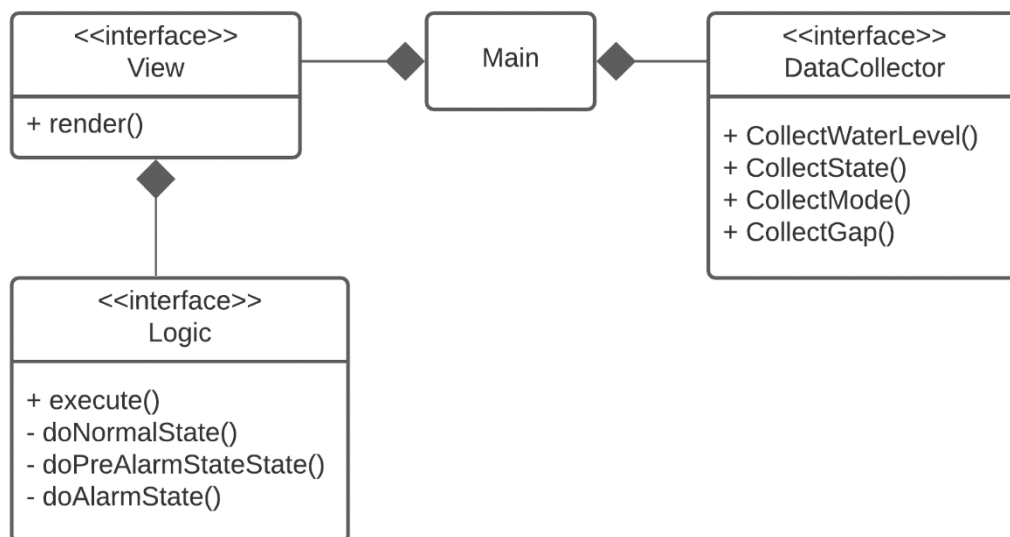 <<interface>>
View
+ render()
Main
<<interface>>
DataCollector
+ CollectWaterLevel()
+ CollectState()
+ CollectMode()
+ CollectGap()
<<interface>>
Logic
+ execute()
- doNormalState()
- doPreAlarmStateState()
- doAlarmState()